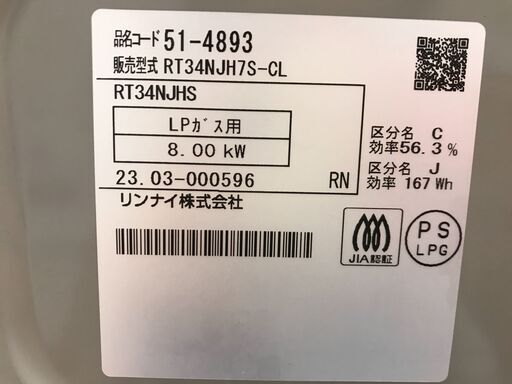 品名コード 51-4893
販売型式 RT34NJH7S-CL
RT34NJHS
LPガス用
8.00 kW
区分名 C
効率56.3 %
区分名 J
効率 167 Wh
23.03-000596 RN
リンナイ株式会社
JIA認証
PS
LPG